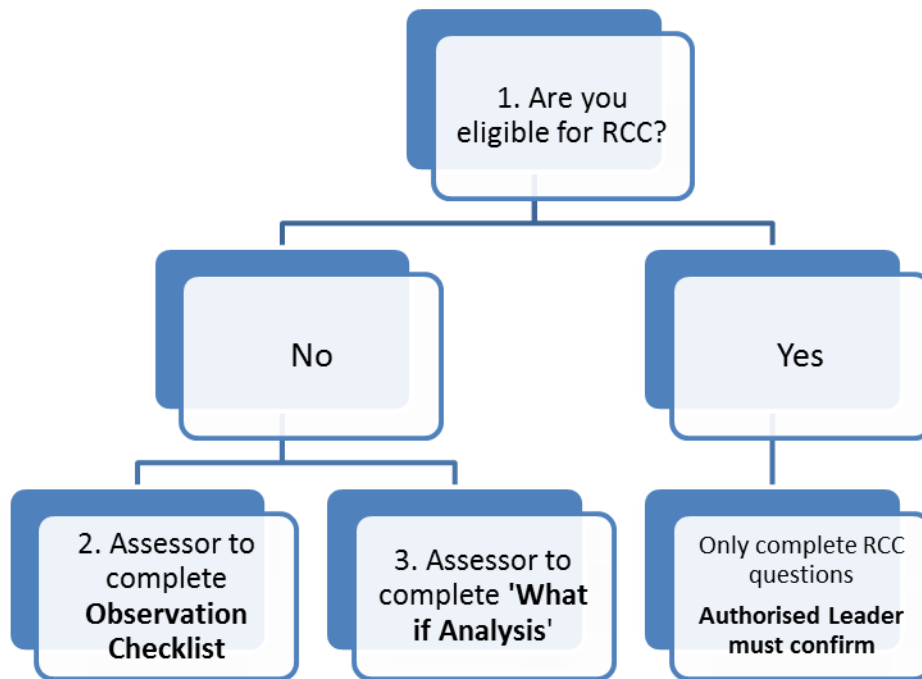 1. Are you
eligible for RCC?
No
Yes
2. Assessor to
complete
Observation
Checklist
3. Assessor to
complete 'What
if Analysis'
Only complete RCC
questions
Authorised Leader
must confirm